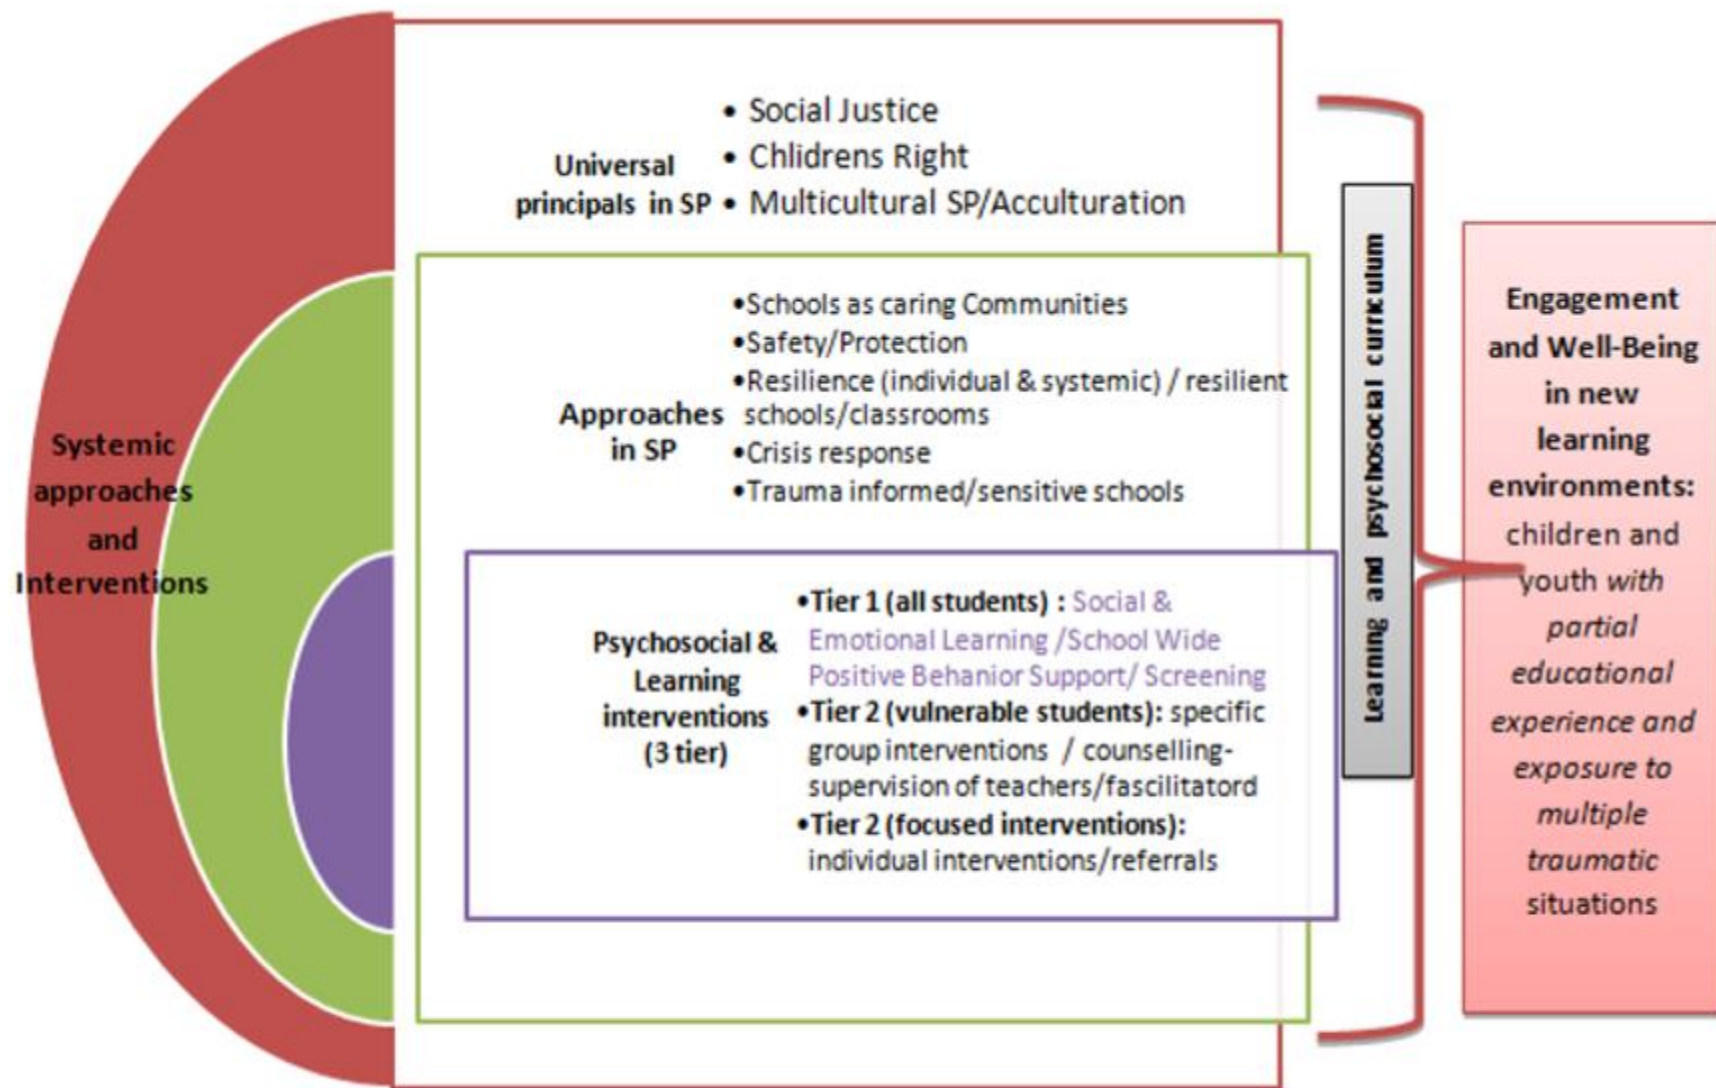 Systemic
approaches
and
Interventions
Universal
principals in SP
• Social Justice
• Chlidrens Right
• Multicultural SP/Acculturation
Approaches
in SP
•Schools as caring Communities
•Safety/Protection
•Resilience (individual & systemic) / resilient
schools/classrooms
•Crisis response
•Trauma informed/sensitive schools
Psychosocial &
Learning
interventions
(3 tier)
•Tier 1 (all students) : Social &
Emotional Learning /School Wide
Positive Behavior Support/ Screening
•Tier 2 (vulnerable students): specific
group interventions / counselling-
supervision of teachers/fascilitatord
•Tier 2 (focused interventions):
individual interventions/referrals
Learning and psychosocial curriculum
Engagement
and Well-Being
in new
learning
environments:
children and
youth with
partial
educational
experience and
exposure to
multiple
traumatic
situations